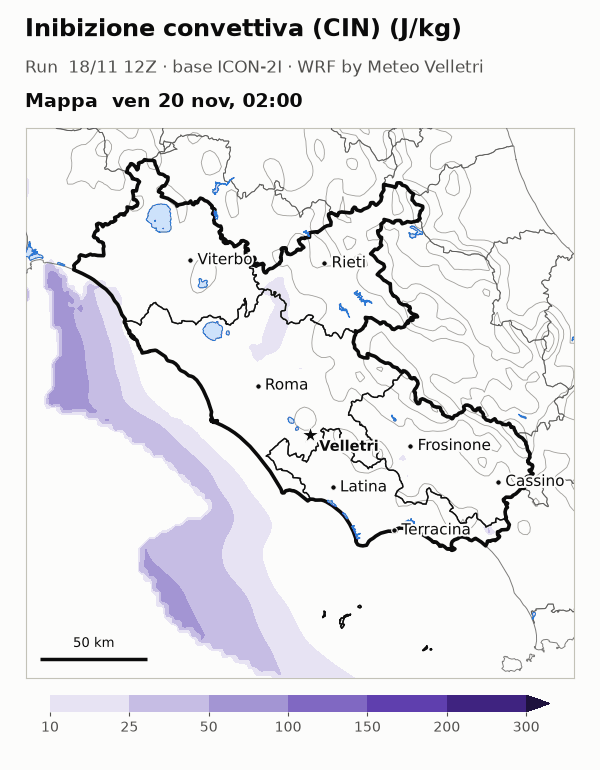 Inibizione convettiva (CIN) (J/kg)
Run  18/11 12Z · base ICON-2I · WRF by Meteo Velletri
Mappa  ven 20 nov, 02:00
Viterbo
Rieti
Roma
Velletri
Frosinone
Cassino
Latina
Terracina
50 km
10 25 50 100 150 200 300